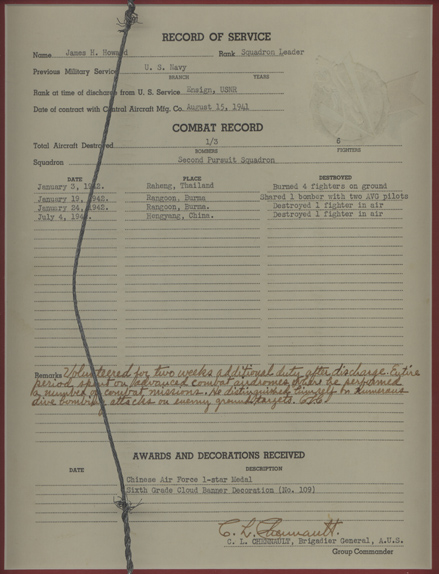 RECORD OF SERVICE
Name James H. Howard Rank Squadron Leader
Previous Military Service U. S. Navy
BRANCH YEARS
Rank at time of discharge from U. S. Service Ensign, USNR
Date of contract with Central Aircraft Mfg. Co. August 15, 1941
COMBAT RECORD
Total Aircraft Destroyed 1/3 6
BOMBERS FIGHTERS
Squadron Second Pursuit Squadron
DATE PLACE DESTROYED
January 3, 1942. Raheng, Thailand Burned 4 fighters on ground
January 19, 1942. Rangoon, Burma Shared 1 bomber with two AVG pilots
January 24, 1942. Rangoon, Burma. Destroyed 1 fighter in air
July 4, 1942. Hengyang, China. Destroyed 1 fighter in air
Remarks Volunteered for two weeks additional duty after discharge. Entire
period spent on advanced combat airdromes where he performed
a number of combat missions. He distinguished himself on numerous
dive bombing attacks on enemy ground targets.
AWARDS AND DECORATIONS RECEIVED
DATE DESCRIPTION
Chinese Air Force 1-star Medal
Sixth Grade Cloud Banner Decoration (No. 109)
C. L. Chennault.
C. L. CHENNAULT, Brigadier General, A.U.S.
Group Commander